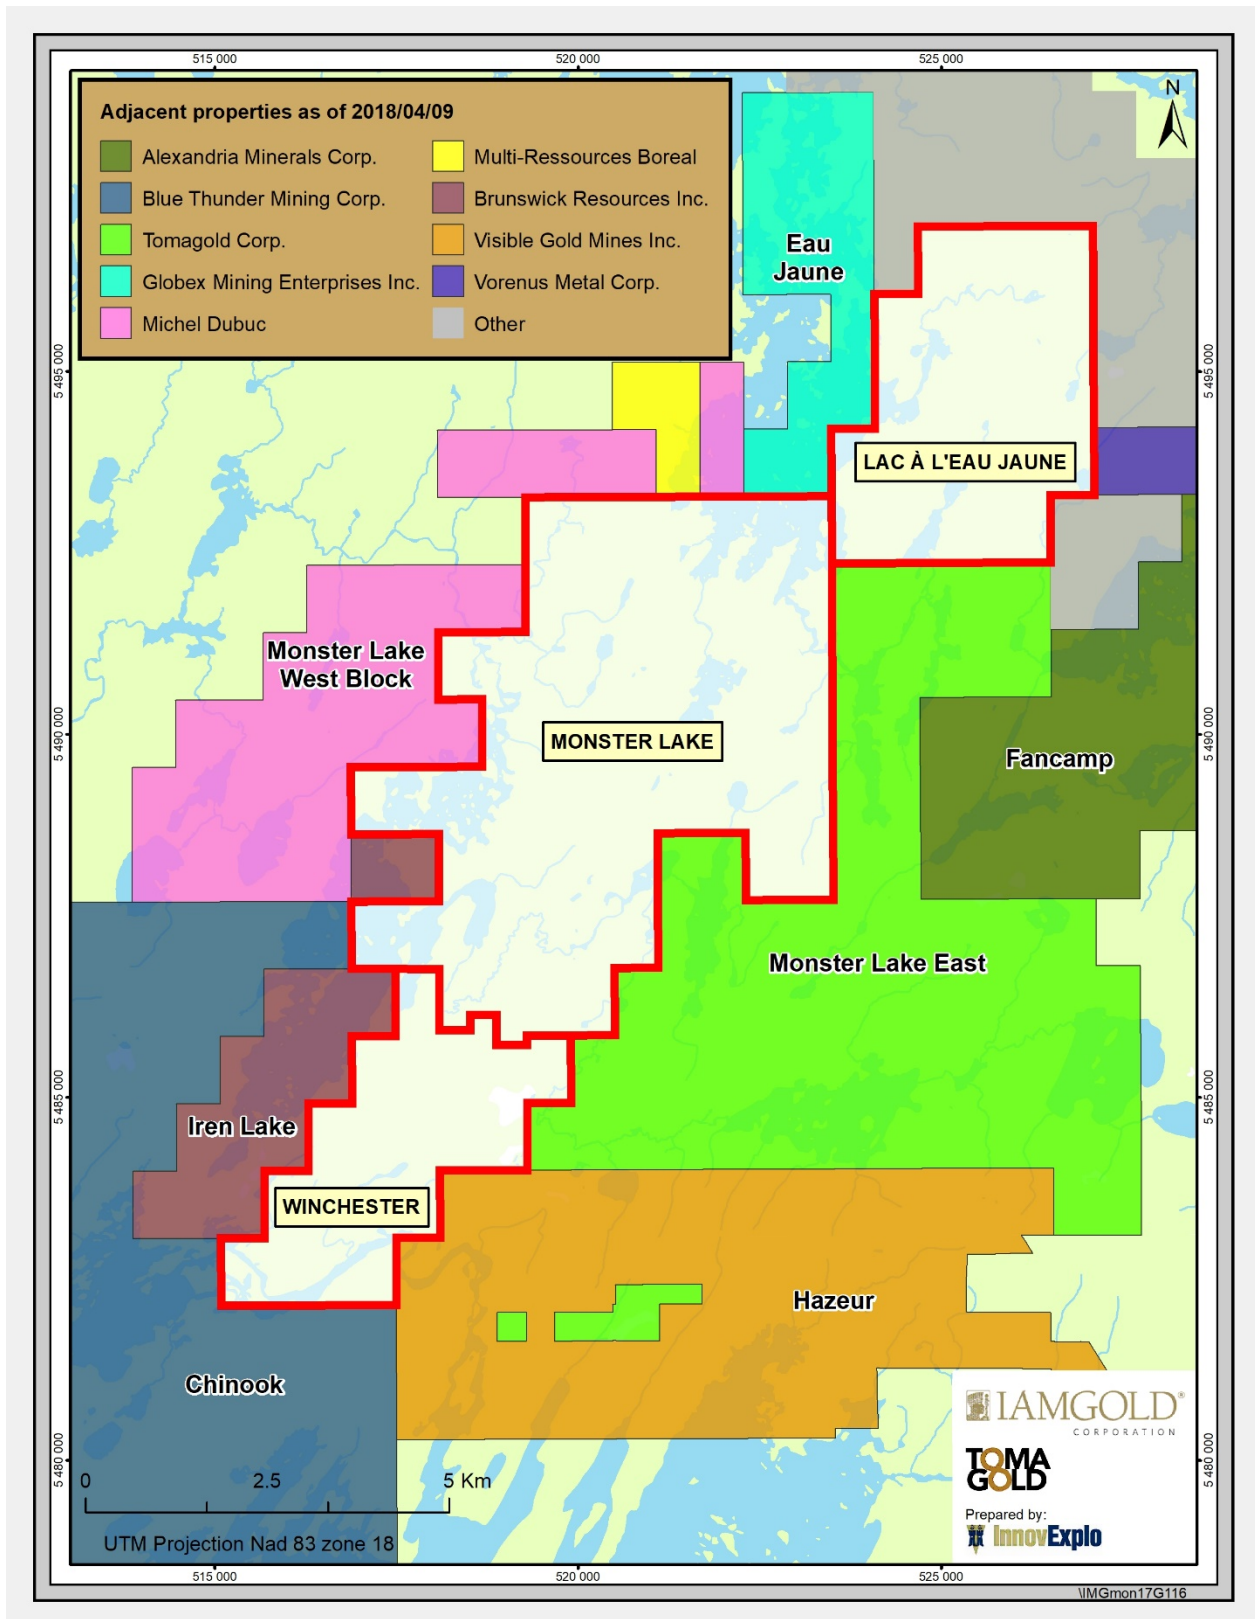 515 000
520 000
525 000
N
Adjacent properties as of 2018/04/09
Alexandria Minerals Corp.
Blue Thunder Mining Corp.
Tomagold Corp.
Globex Mining Enterprises Inc.
Michel Dubuc
Multi-Ressources Boreal
Brunswick Resources Inc.
Visible Gold Mines Inc.
Vorenus Metal Corp.
Other
Eau
Jaune
5 495 000
5 495 000
LAC À L'EAU JAUNE
Monster Lake
West Block
MONSTER LAKE
5 490 000
5 490 000
Fancamp
Monster Lake East
5 485 000
5 485 000
Iren Lake
WINCHESTER
Hazeur
Chinook
5 480 000
5 480 000
0
2.5
5 Km
UTM Projection Nad 83 zone 18
IAMGOLD®
CORPORATION
TOMA
GOLD
Prepared by:
InnovExplo
515 000
520 000
525 000
\IMGmon17G116